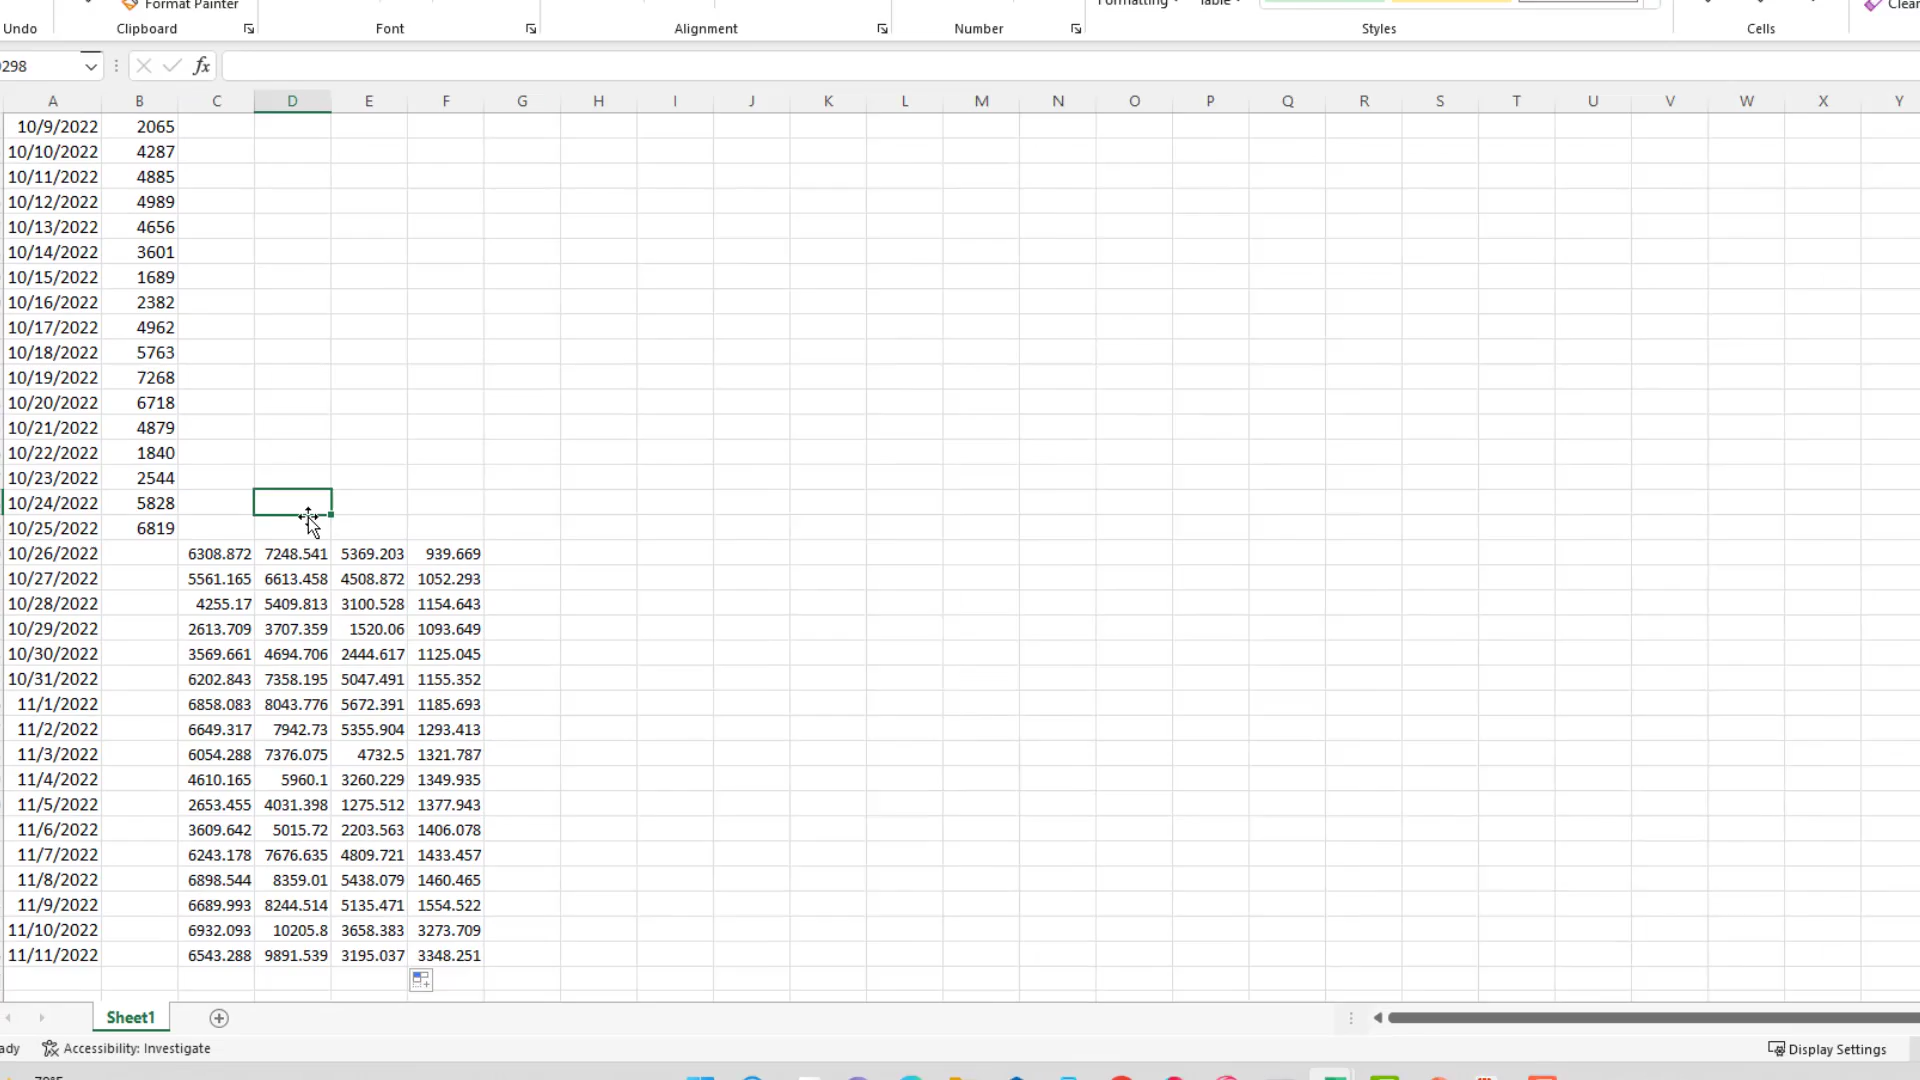 Format Painter
Undo Clipboard Font Alignment Number Styles Cells
298 fx
A B C D E F G H I J K L M N O P Q R S T U V W X Y
10/9/2022 2065
10/10/2022 4287
10/11/2022 4885
10/12/2022 4989
10/13/2022 4656
10/14/2022 3601
10/15/2022 1689
10/16/2022 2382
10/17/2022 4962
10/18/2022 5763
10/19/2022 7268
10/20/2022 6718
10/21/2022 4879
10/22/2022 1840
10/23/2022 2544
10/24/2022 5828
10/25/2022 6819
10/26/2022 6308.872 7248.541 5369.203 939.669
10/27/2022 5561.165 6613.458 4508.872 1052.293
10/28/2022 4255.17 5409.813 3100.528 1154.643
10/29/2022 2613.709 3707.359 1520.06 1093.649
10/30/2022 3569.661 4694.706 2444.617 1125.045
10/31/2022 6202.843 7358.195 5047.491 1155.352
11/1/2022 6858.083 8043.776 5672.391 1185.693
11/2/2022 6649.317 7942.73 5355.904 1293.413
11/3/2022 6054.288 7376.075 4732.5 1321.787
11/4/2022 4610.165 5960.1 3260.229 1349.935
11/5/2022 2653.455 4031.398 1275.512 1377.943
11/6/2022 3609.642 5015.72 2203.563 1406.078
11/7/2022 6243.178 7676.635 4809.721 1433.457
11/8/2022 6898.544 8359.01 5438.079 1460.465
11/9/2022 6689.993 8244.514 5135.471 1554.522
11/10/2022 6932.093 10205.8 3658.383 3273.709
11/11/2022 6543.288 9891.539 3195.037 3348.251
Sheet1
ady Accessibility: Investigate Display Settings